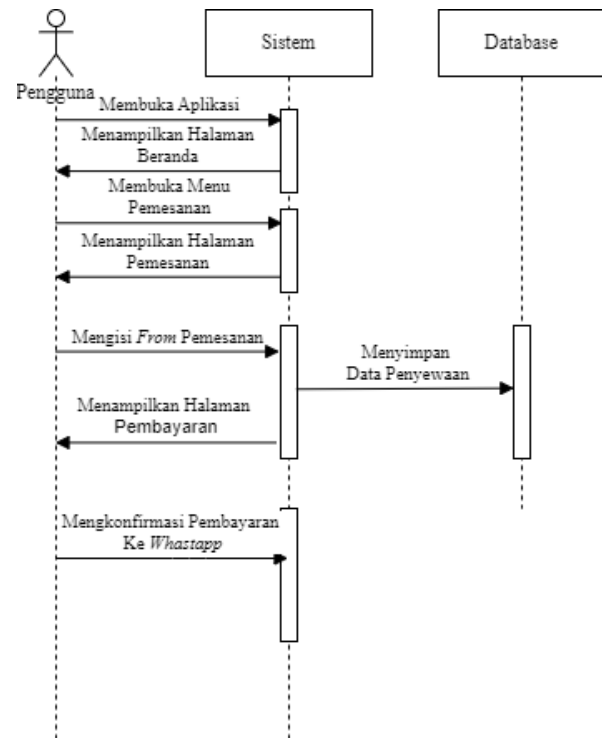 Sistem
Database
Pengguna
Membuka Aplikasi
Menampilkan Halaman
Beranda
Membuka Menu
Pemesanan
Menampilkan Halaman
Pemesanan
Mengisi From Pemesanan
Menyimpan
Data Penyewaan
Menampilkan Halaman
Pembayaran
Mengkonfirmasi Pembayaran
Ke Whastapp